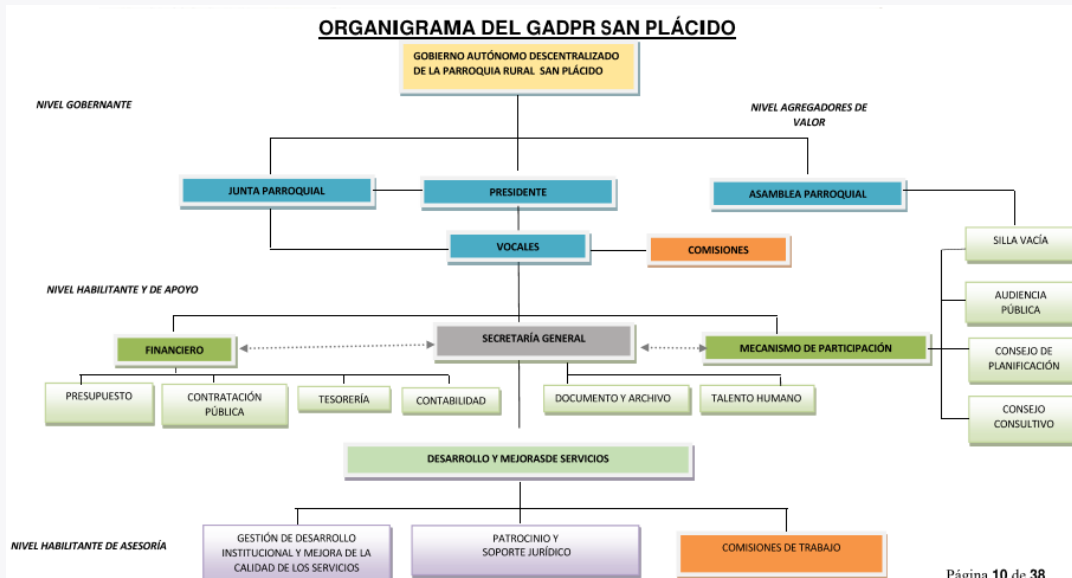 ORGANIGRAMA DEL GADPR SAN PLÁCIDO
GOBIERNO AUTÓNOMO DESCENTRALIZADO
DE LA PARROQUIA RURAL SAN PLÁCIDO
NIVEL GOBERNANTE
NIVEL AGREGADORES DE
VALOR
JUNTA PARROQUIAL
PRESIDENTE
ASAMBLEA PARROQUIAL
VOCALES
COMISIONES
SILLA VACÍA
NIVEL HABILITANTE Y DE APOYO
AUDIENCIA
PÚBLICA
FINANCIERO
SECRETARÍA GENERAL
MECANISMO DE PARTICIPACIÓN
CONSEJO DE
PLANIFICACIÓN
PRESUPUESTO
CONTRATACIÓN
PÚBLICA
TESORERÍA
CONTABILIDAD
DOCUMENTO Y ARCHIVO
TALENTO HUMANO
CONSEJO
CONSULTIVO
DESARROLLO Y MEJORASDE SERVICIOS
NIVEL HABILITANTE DE ASESORÍA
GESTIÓN DE DESARROLLO
INSTITUCIONAL Y MEJORA DE LA
CALIDAD DE LOS SERVICIOS
PATROCINIO Y
SOPORTE JURÍDICO
COMISIONES DE TRABAJO
Página 10 de 38